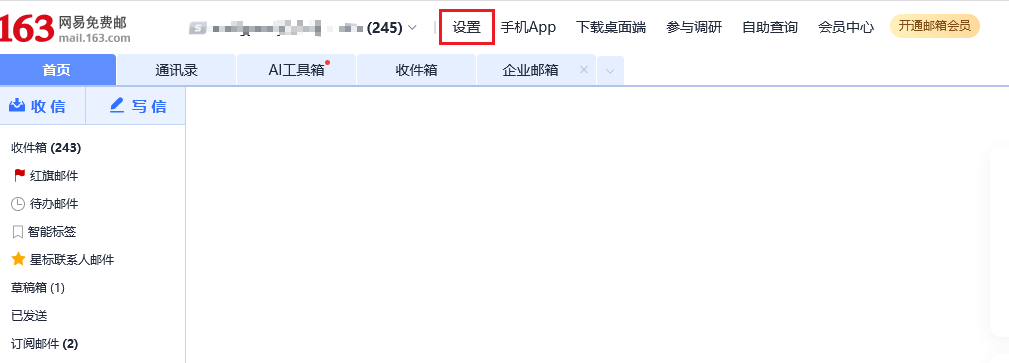 163 网易免费邮
mail.163.com
(245) 设置 手机App 下载桌面端 参与调研 自助查询 会员中心 开通邮箱会员
首页 通讯录 AI工具箱 收件箱 企业邮箱
收信 写信
收件箱 (243)
红旗邮件
待办邮件
智能标签
星标联系人邮件
草稿箱 (1)
已发送
订阅邮件 (2)